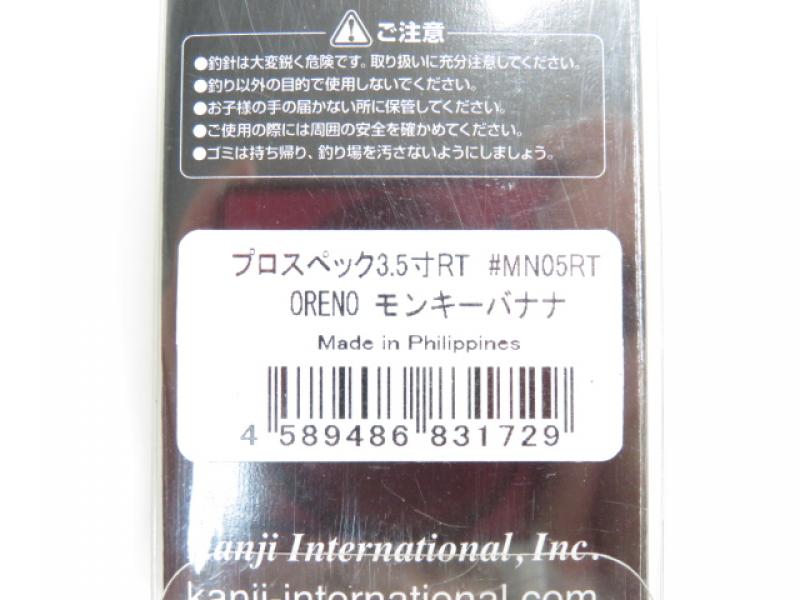 ご注意
●釣針は大変鋭く危険です。取り扱いに充分注意してください。
●釣り以外の目的で使用しないでください。
●お子様の手の届かない所に保管してください。
●ご使用の際には周囲の安全を確かめてください。
●ゴミは持ち帰り、釣り場を汚さないようにしましょう。
プロスペック3.5寸RT #MN05RT
ORENO モンキーバナナ
Made in Philippines
4 589486 831729
Kanji International, Inc.
kanji-international.com